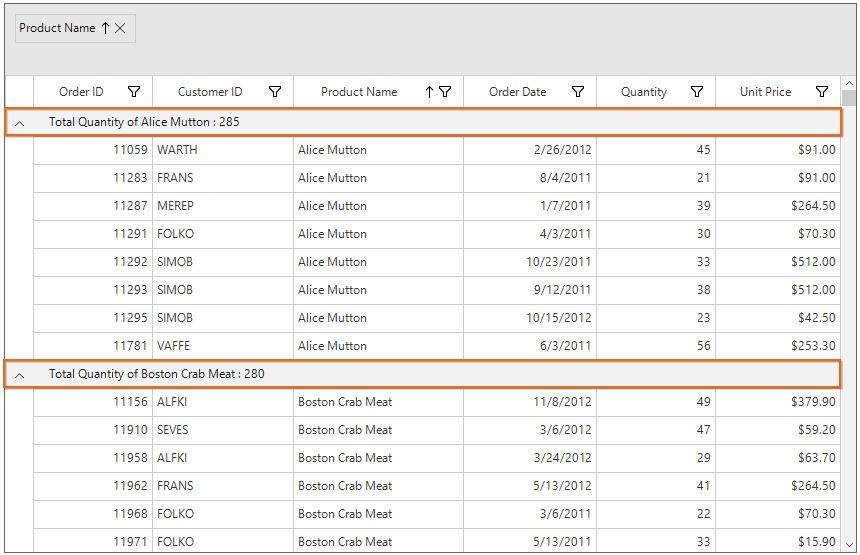 Product Name
Order ID Customer ID Product Name Order Date Quantity Unit Price
Total Quantity of Alice Mutton : 285
11059 WARTH Alice Mutton 2/26/2012 45 $91.00
11283 FRANS Alice Mutton 8/4/2011 21 $91.00
11287 MEREP Alice Mutton 1/7/2011 39 $264.50
11291 FOLKO Alice Mutton 4/3/2011 30 $70.30
11292 SIMOB Alice Mutton 10/23/2011 33 $512.00
11293 SIMOB Alice Mutton 9/12/2011 38 $512.00
11295 SIMOB Alice Mutton 10/15/2012 23 $42.50
11781 VAFFE Alice Mutton 6/3/2011 56 $253.30
Total Quantity of Boston Crab Meat : 280
11156 ALFKI Boston Crab Meat 11/8/2012 49 $379.90
11910 SEVES Boston Crab Meat 3/6/2012 47 $59.20
11958 ALFKI Boston Crab Meat 3/24/2012 29 $63.70
11962 FRANS Boston Crab Meat 5/13/2012 41 $264.50
11968 FOLKO Boston Crab Meat 3/6/2011 22 $70.30
11971 FOLKO Boston Crab Meat 5/13/2011 33 $15.90